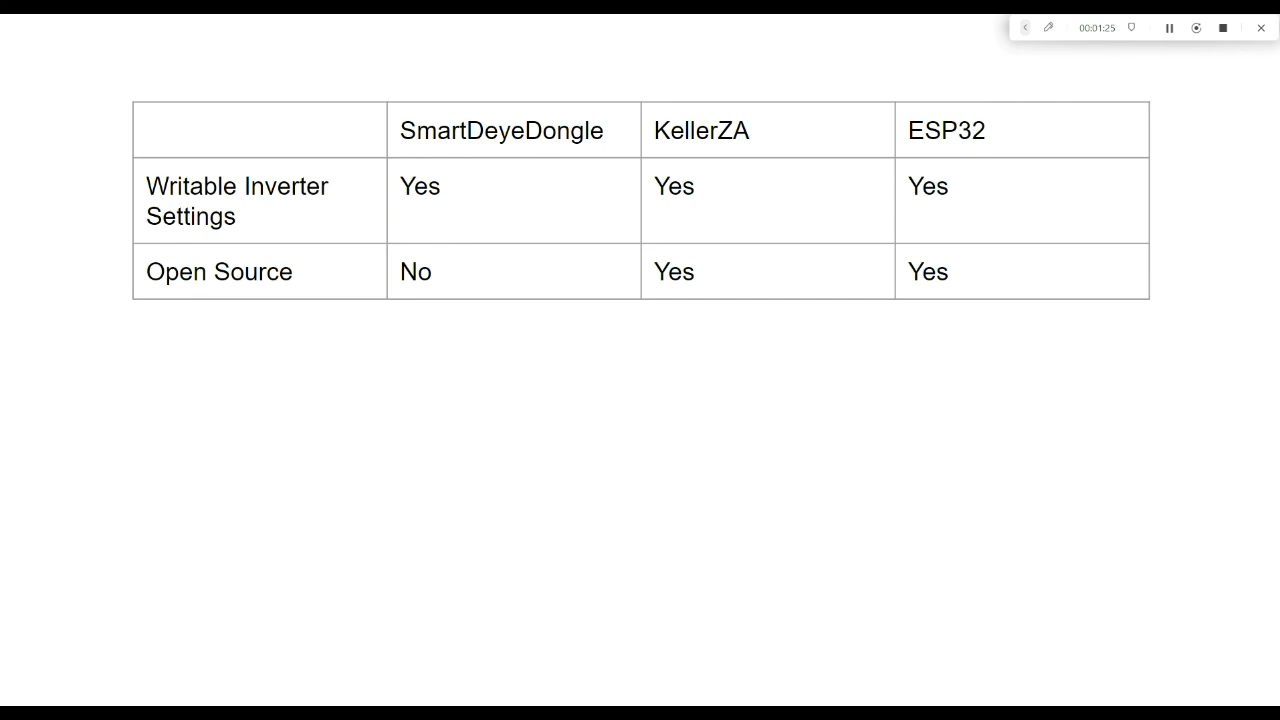 00:01:25
SmartDeyeDongle KellerZA ESP32
Writable Inverter Yes Yes Yes
Settings
Open Source No Yes Yes